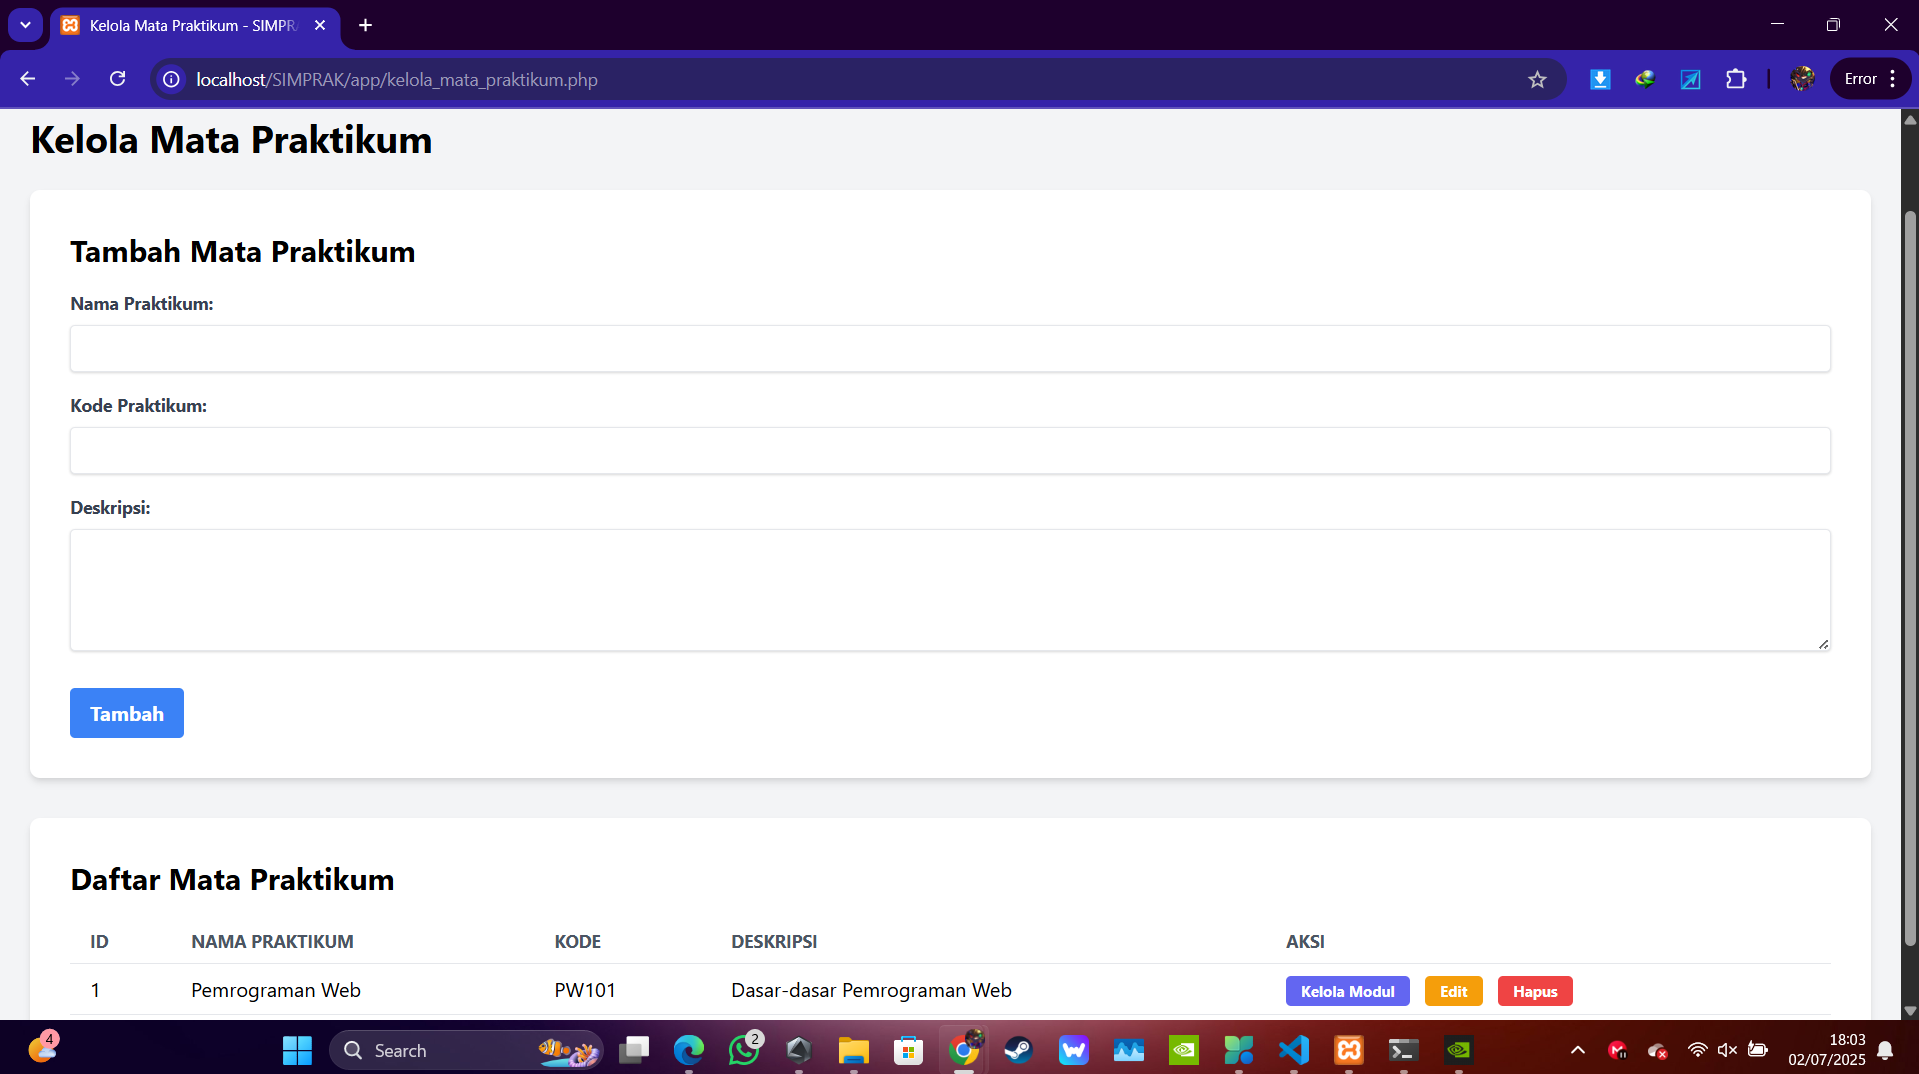 Kelola Mata Praktikum - SIMPR
localhost/SIMPRAK/app/kelola_mata_praktikum.php
Error
Kelola Mata Praktikum
Tambah Mata Praktikum
Nama Praktikum:
Kode Praktikum:
Deskripsi:
Tambah
Daftar Mata Praktikum
ID NAMA PRAKTIKUM KODE DESKRIPSI AKSI
1 Pemrograman Web PW101 Dasar-dasar Pemrograman Web Kelola Modul Edit Hapus
4
Search
2
18:03
02/07/2025